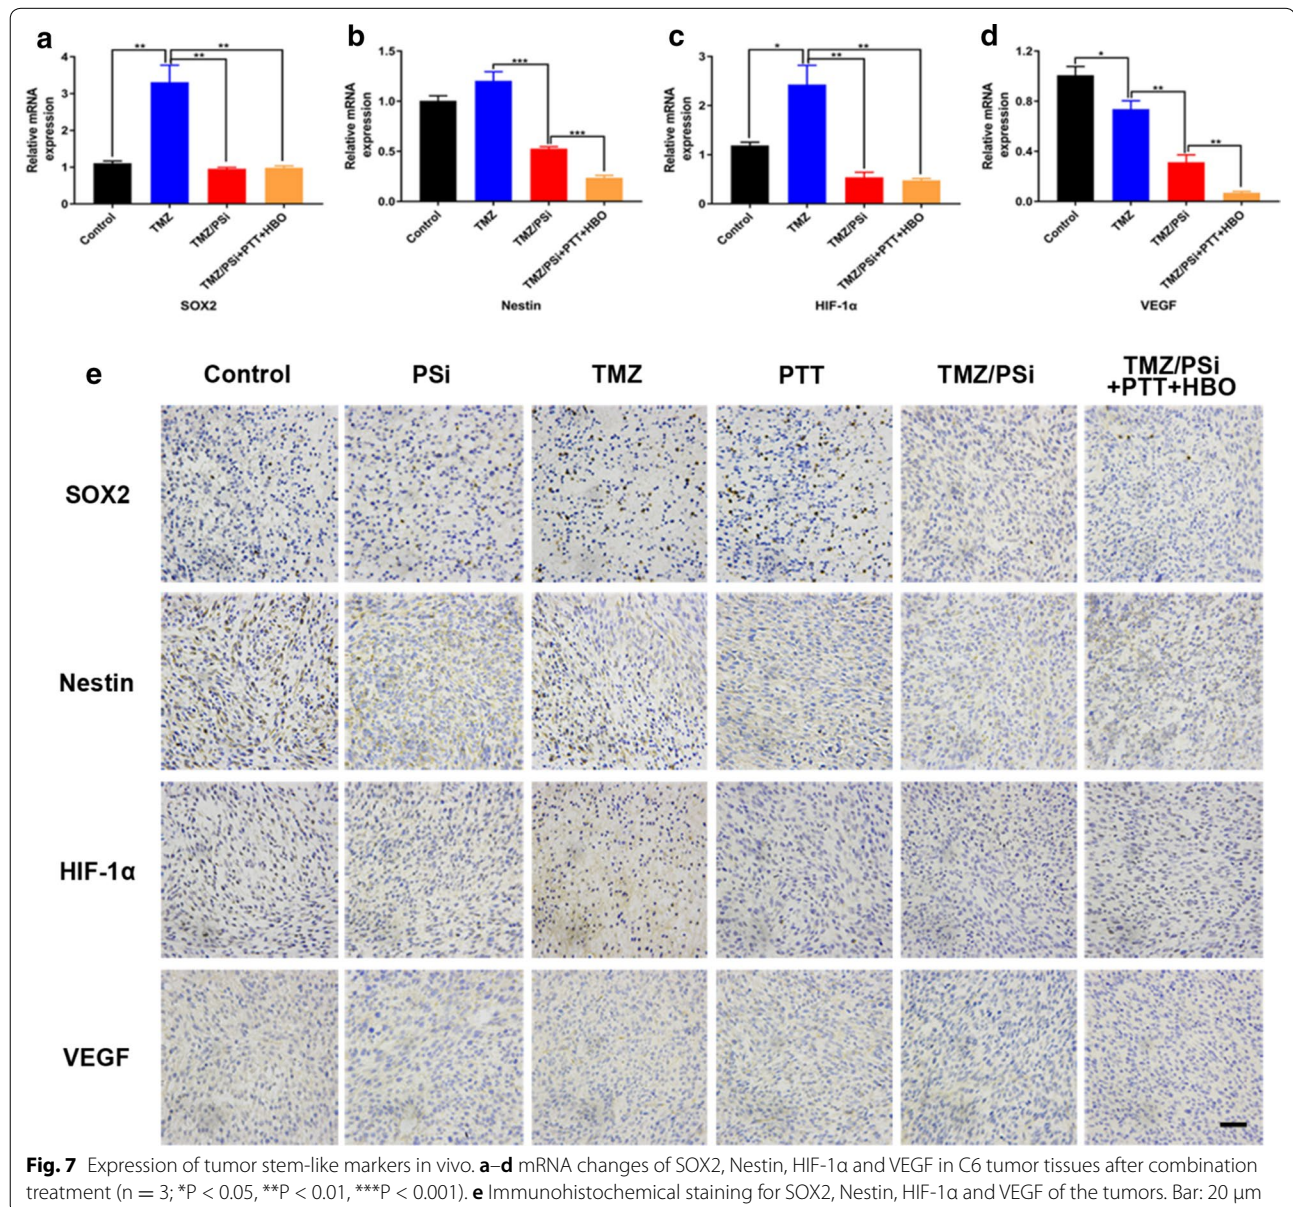 a
b
c
d
** ** **
*** ***
* ** **
* ** **
Relative mRNA
expression
4
3
2
1
0
Control
TMZ
TMZ/PSi
TMZ/PSi+PTT+HBO
SOX2
Relative mRNA
expression
1.5
1.0
0.5
0.0
Control
TMZ
TMZ/PSi
TMZ/PSi+PTT+HBO
Nestin
Relative mRNA
expression
3
2
1
0
Control
TMZ
TMZ/PSi
TMZ/PSi+PTT+HBO
HIF-1α
Relative mRNA
expression
1.2
0.8
0.4
0.0
Control
TMZ
TMZ/PSi
TMZ/PSi+PTT+HBO
VEGF
e
Control
PSi
TMZ
PTT
TMZ/PSi
TMZ/PSi
+PTT+HBO
SOX2
Nestin
HIF-1α
VEGF
Fig. 7 Expression of tumor stem-like markers in vivo. a–d mRNA changes of SOX2, Nestin, HIF-1α and VEGF in C6 tumor tissues after combination
treatment (n = 3; *P < 0.05, **P < 0.01, ***P < 0.001). e Immunohistochemical staining for SOX2, Nestin, HIF-1α and VEGF of the tumors. Bar: 20 μm